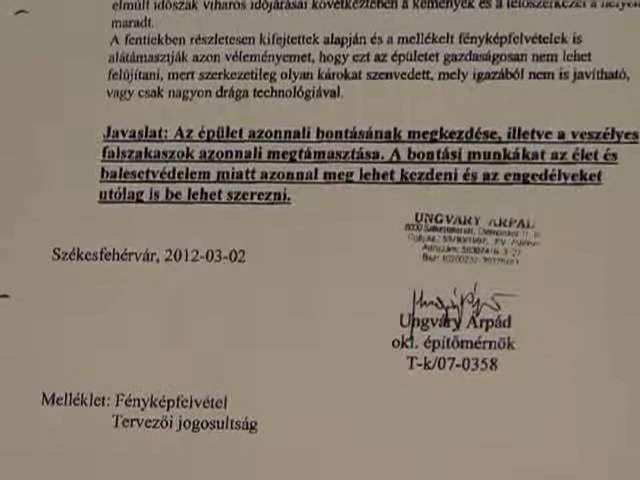 elmúlt időszak viharos időjárásai következtében a kémények és a tetőszerkezet a helyén
maradt.
A fentiekben részletesen kifejtettek alapján és a mellékelt fényképfelvételek is
alátámasztják azon véleményemet, hogy ezt az épületet gazdaságosan nem lehet
felújítani, mert szerkezetileg olyan károkat szenvedett, mely igazából nem is javítható,
vagy csak nagyon drága technológiával.
Javaslat: Az épület azonnali bontásának megkezdése, illetve a veszélyes
falszakaszok azonnali megtámasztása. A bontási munkákat az élet és
balesetvédelem miatt azonnal meg lehet kezdeni és az engedélyeket
utólag is be lehet szerezni.
UNGVÁRY ÁRPÁD
Székesfehérvár, 2012-03-02
Ungváry Árpád
okl. építőmérnök
T-k/07-0358
Melléklet: Fényképfelvétel
Tervezői jogosultság